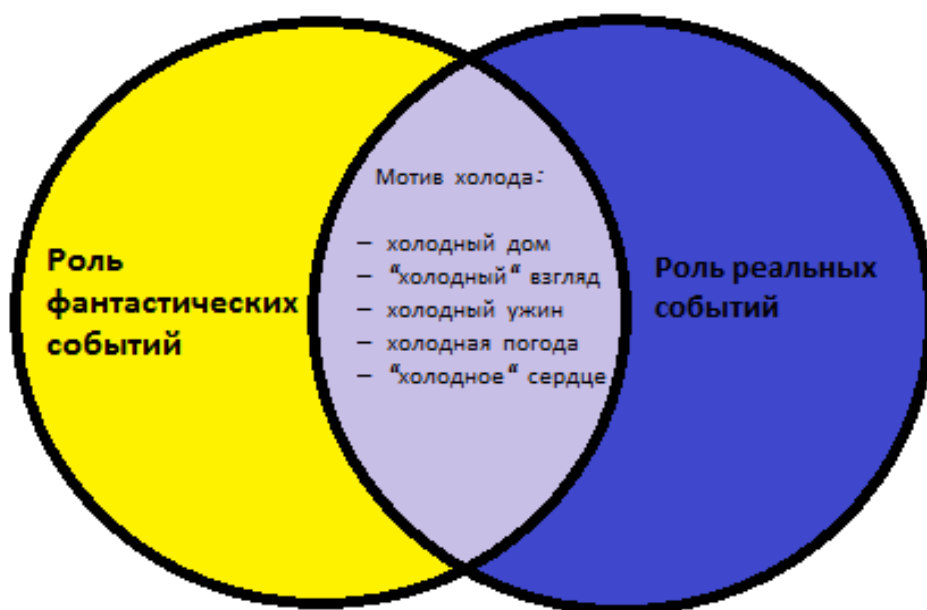 Роль
фантастических
событий
Мотив холода:
– холодный дом
– “холодный“ взгляд
– холодный ужин
– холодная погода
– “холодное“ сердце
Роль реальных
событий